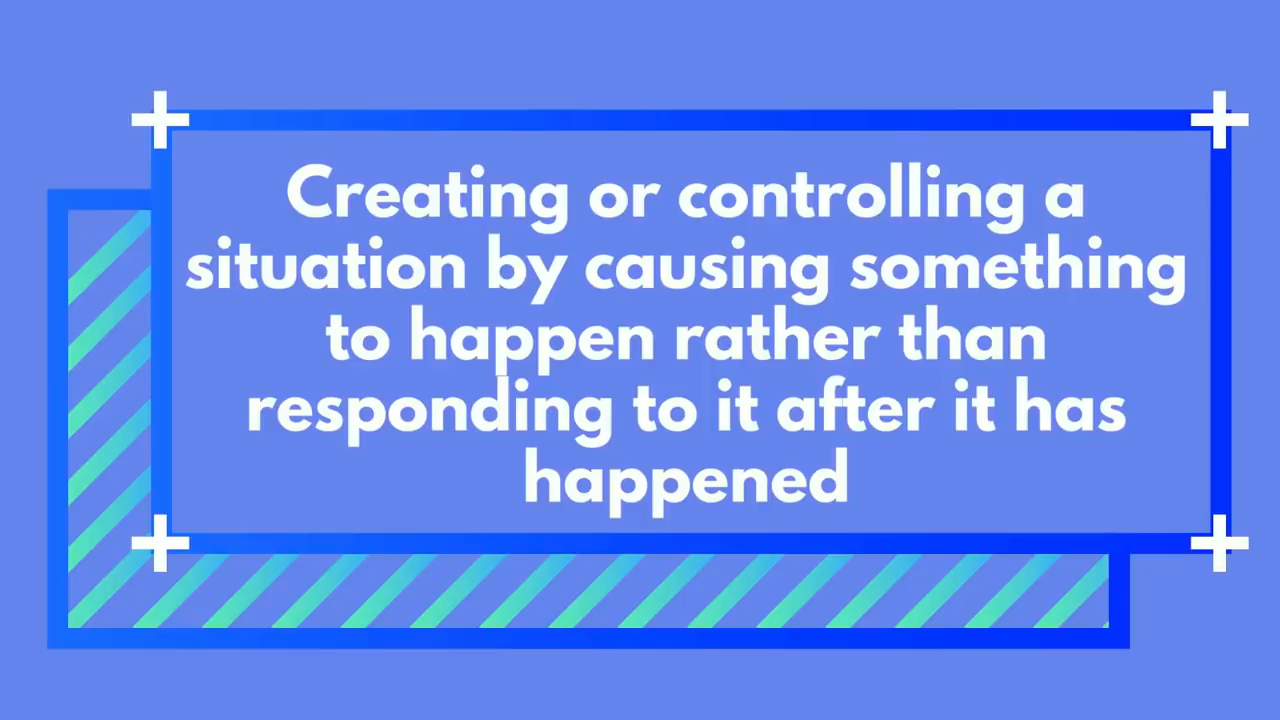 Creating or controlling a
situation by causing something
to happen rather than
responding to it after it has
happened